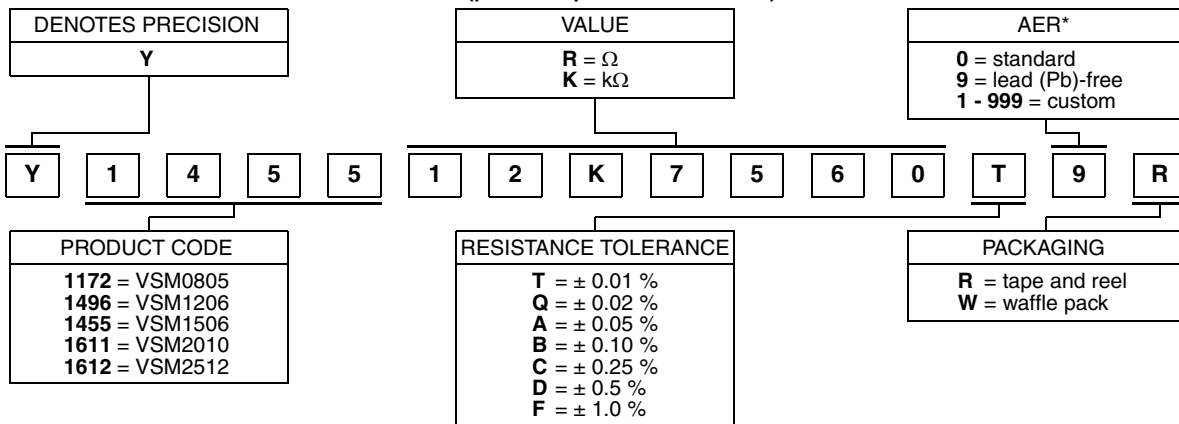 DENOTES PRECISION
Y
VALUE
R = Ω
K = kΩ
AER*
0 = standard
9 = lead (Pb)-free
1 - 999 = custom
Y 1 4 5 5 1 2 K 7 5 6 0 T 9 R
PRODUCT CODE
1172 = VSM0805
1496 = VSM1206
1455 = VSM1506
1611 = VSM2010
1612 = VSM2512
RESISTANCE TOLERANCE
T = ± 0.01 %
Q = ± 0.02 %
A = ± 0.05 %
B = ± 0.10 %
C = ± 0.25 %
D = ± 0.5 %
F = ± 1.0 %
PACKAGING
R = tape and reel
W = waffle pack